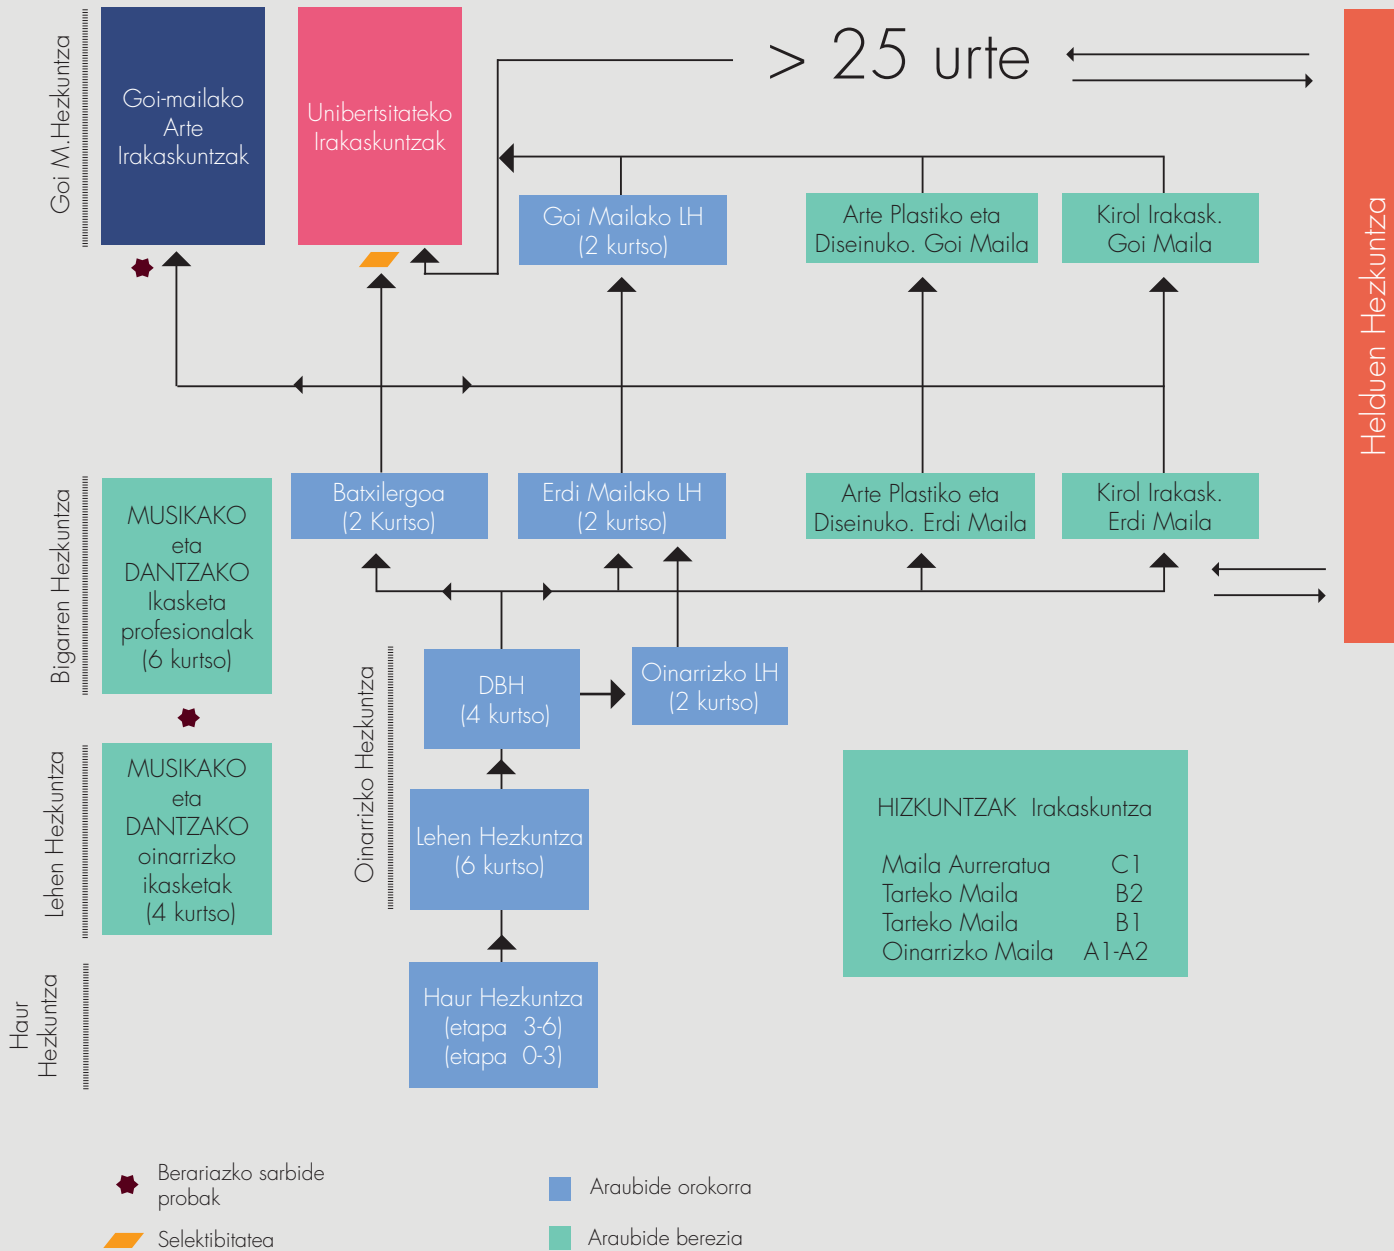 Goi M.Hezkuntza
Goi-mailako
Arte
Irakaskuntzak
Unibertsitateko
Irakaskuntzak
> 25 urte
Goi Mailako LH
(2 kurtso)
Arte Plastiko eta
Diseinuko. Goi Maila
Kirol Irakask.
Goi Maila
Helduen Hezkuntza
Bigarren Hezkuntza
MUSIKAKO
eta
DANTZAKO
Ikasketa
profesionalak
(6 kurtso)
Batxilergoa
(2 Kurtso)
Erdi Mailako LH
(2 kurtso)
Arte Plastiko eta
Diseinuko. Erdi Maila
Kirol Irakask.
Erdi Maila
Oinarrizko Hezkuntza
DBH
(4 kurtso)
Oinarrizko LH
(2 kurtso)
Lehen Hezkuntza
MUSIKAKO
eta
DANTZAKO
oinarrizko
ikasketak
(4 kurtso)
Lehen Hezkuntza
(6 kurtso)
HIZKUNTZAK Irakaskuntza
Maila Aurreratua C1
Tarteko Maila B2
Tarteko Maila B1
Oinarrizko Maila A1-A2
Haur
Hezkuntza
Haur Hezkuntza
(etapa 3-6)
(etapa 0-3)
Berariazko sarbide
probak
Selektibitatea
Araubide orokorra
Araubide berezia